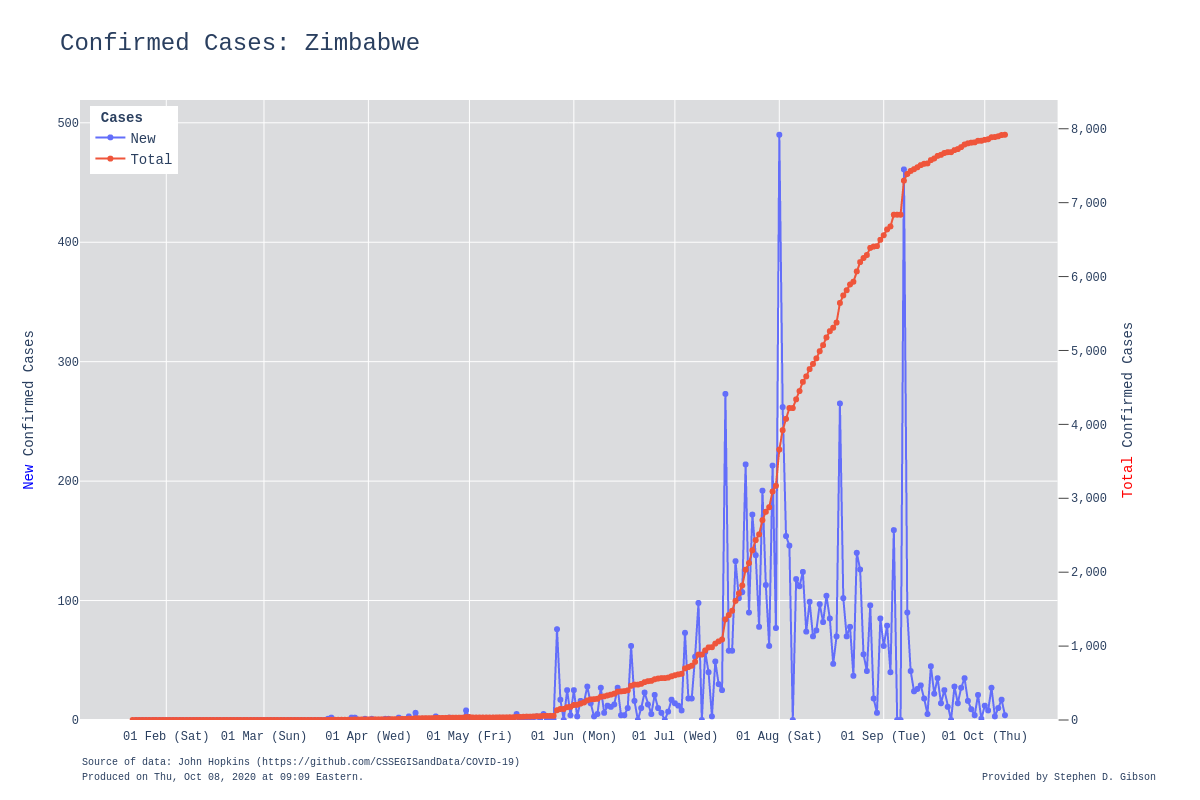 Confirmed Cases: Zimbabwe
Cases
New
Total
500
400
300
200
100
0
8,000
7,000
6,000
5,000
4,000
3,000
2,000
1,000
0
New Confirmed Cases
Total Confirmed Cases
01 Feb (Sat) 01 Mar (Sun) 01 Apr (Wed) 01 May (Fri) 01 Jun (Mon) 01 Jul (Wed) 01 Aug (Sat) 01 Sep (Tue) 01 Oct (Thu)
Source of data: John Hopkins (https://github.com/CSSEGISandData/COVID-19)
Produced on Thu, Oct 08, 2020 at 09:09 Eastern.
Provided by Stephen D. Gibson